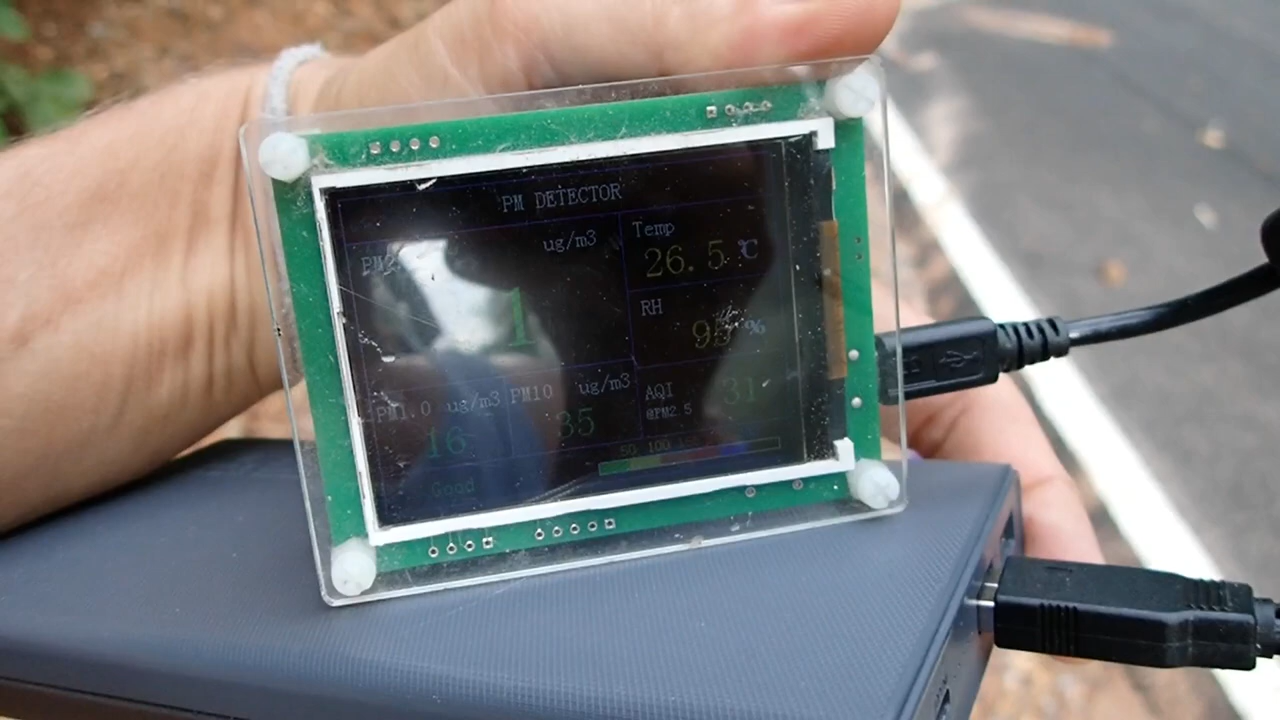 PM DETECTOR
ug/m3
Temp
26.5 ℃
1
RH
95 %
PM1.0 ug/m3
PM10 ug/m3
16
35
AQI
@PM2.5
31
50 100
Good